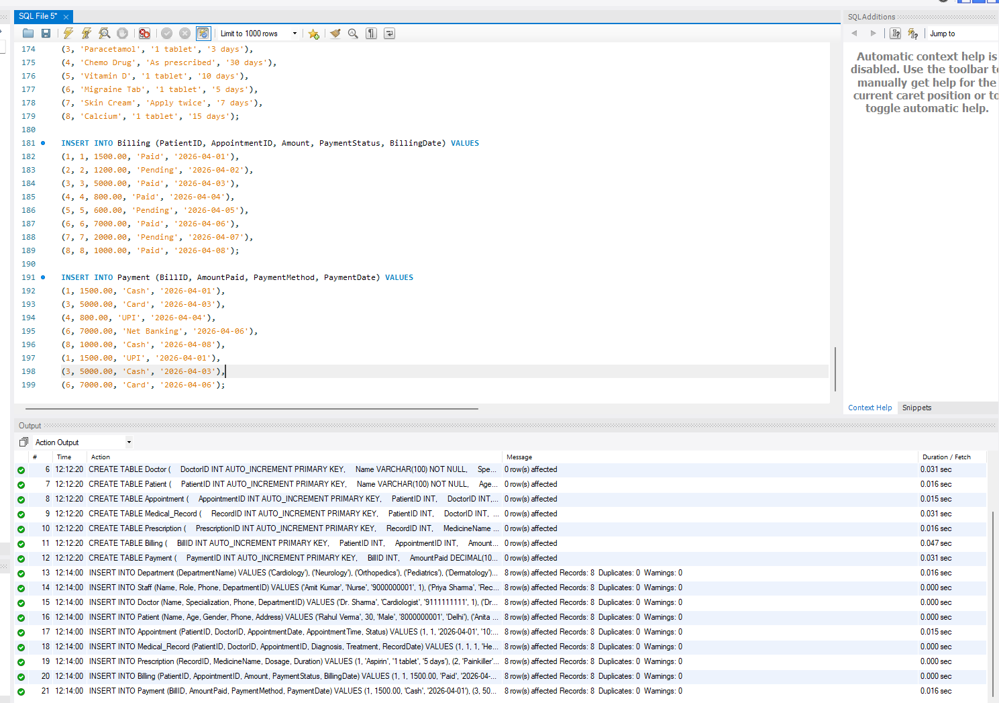 SQL File 5*
SQLAdditions
Limit to 1000 rows
Jump to
174 (3, 'Paracetamol', '1 tablet', '3 days'),
175 (4, 'Chemo Drug', 'As prescribed', '30 days'),
176 (5, 'Vitamin D', '1 tablet', '10 days'),
177 (6, 'Migraine Tab', '1 tablet', '5 days'),
178 (7, 'Skin Cream', 'Apply twice', '7 days'),
179 (8, 'Calcium', '1 tablet', '15 days');
180
181 INSERT INTO Billing (PatientID, AppointmentID, Amount, PaymentStatus, BillingDate) VALUES
182 (1, 1, 1500.00, 'Paid', '2026-04-01'),
183 (2, 2, 1200.00, 'Pending', '2026-04-02'),
184 (3, 3, 5000.00, 'Paid', '2026-04-03'),
185 (4, 4, 800.00, 'Paid', '2026-04-04'),
186 (5, 5, 600.00, 'Pending', '2026-04-05'),
187 (6, 6, 7000.00, 'Paid', '2026-04-06'),
188 (7, 7, 2000.00, 'Pending', '2026-04-07'),
189 (8, 8, 1000.00, 'Paid', '2026-04-08');
190
191 INSERT INTO Payment (BillID, AmountPaid, PaymentMethod, PaymentDate) VALUES
192 (1, 1500.00, 'Cash', '2026-04-01'),
193 (3, 5000.00, 'Card', '2026-04-03'),
194 (4, 800.00, 'UPI', '2026-04-04'),
195 (6, 7000.00, 'Net Banking', '2026-04-06'),
196 (8, 1000.00, 'Cash', '2026-04-08'),
197 (1, 1500.00, 'UPI', '2026-04-01'),
198 (3, 5000.00, 'Cash', '2026-04-03'),
199 (6, 7000.00, 'Card', '2026-04-06');
Automatic context help is
disabled. Use the toolbar to
manually get help for the
current caret position or to
toggle automatic help.
Context Help Snippets
Output
Action Output
# Time Action Message Duration / Fetch
6 12:12:20 CREATE TABLE Doctor ( DoctorID INT AUTO_INCREMENT PRIMARY KEY, Name VARCHAR(100) NOT NULL, Spe... 0 row(s) affected 0.031 sec
7 12:12:20 CREATE TABLE Patient ( PatientID INT AUTO_INCREMENT PRIMARY KEY, Name VARCHAR(100) NOT NULL, Age... 0 row(s) affected 0.016 sec
8 12:12:20 CREATE TABLE Appointment ( AppointmentID INT AUTO_INCREMENT PRIMARY KEY, PatientID INT, DoctorID INT,... 0 row(s) affected 0.015 sec
9 12:12:20 CREATE TABLE Medical_Record ( RecordID INT AUTO_INCREMENT PRIMARY KEY, PatientID INT, DoctorID INT, ... 0 row(s) affected 0.031 sec
10 12:12:20 CREATE TABLE Prescription ( PrescriptionID INT AUTO_INCREMENT PRIMARY KEY, RecordID INT, MedicineName ... 0 row(s) affected 0.016 sec
11 12:12:20 CREATE TABLE Billing ( BillID INT AUTO_INCREMENT PRIMARY KEY, PatientID INT, AppointmentID INT, Amount... 0 row(s) affected 0.047 sec
12 12:12:20 CREATE TABLE Payment ( PaymentID INT AUTO_INCREMENT PRIMARY KEY, BillID INT, AmountPaid DECIMAL(10... 0 row(s) affected 0.031 sec
13 12:14:00 INSERT INTO Department (DepartmentName) VALUES ('Cardiology'), ('Neurology'), ('Orthopedics'), ('Pediatrics'), ('Dermatology')... 8 row(s) affected Records: 8 Duplicates: 0 Warnings: 0 0.016 sec
14 12:14:00 INSERT INTO Staff (Name, Role, Phone, DepartmentID) VALUES ('Amit Kumar', 'Nurse', '9000000001', 1), ('Priya Sharma', 'Rec... 8 row(s) affected Records: 8 Duplicates: 0 Warnings: 0 0.000 sec
15 12:14:00 INSERT INTO Doctor (Name, Specialization, Phone, DepartmentID) VALUES ('Dr. Sharma', 'Cardiologist', '9111111111', 1), ('Dr... 8 row(s) affected Records: 8 Duplicates: 0 Warnings: 0 0.000 sec
16 12:14:00 INSERT INTO Patient (Name, Age, Gender, Phone, Address) VALUES ('Rahul Verma', 30, 'Male', '8000000001', 'Delhi'), ('Anita ... 8 row(s) affected Records: 8 Duplicates: 0 Warnings: 0 0.000 sec
17 12:14:00 INSERT INTO Appointment (PatientID, DoctorID, AppointmentDate, AppointmentTime, Status) VALUES (1, 1, '2026-04-01', '10:... 8 row(s) affected Records: 8 Duplicates: 0 Warnings: 0 0.015 sec
18 12:14:00 INSERT INTO Medical_Record (PatientID, DoctorID, AppointmentID, Diagnosis, Treatment, RecordDate) VALUES (1, 1, 1, 'He... 8 row(s) affected Records: 8 Duplicates: 0 Warnings: 0 0.000 sec
19 12:14:00 INSERT INTO Prescription (RecordID, MedicineName, Dosage, Duration) VALUES (1, 'Aspirin', '1 tablet', '5 days'), (2, 'Painkiller'... 8 row(s) affected Records: 8 Duplicates: 0 Warnings: 0 0.000 sec
20 12:14:00 INSERT INTO Billing (PatientID, AppointmentID, Amount, PaymentStatus, BillingDate) VALUES (1, 1, 1500.00, 'Paid', '2026-04-... 8 row(s) affected Records: 8 Duplicates: 0 Warnings: 0 0.000 sec
21 12:14:00 INSERT INTO Payment (BillID, AmountPaid, PaymentMethod, PaymentDate) VALUES (1, 1500.00, 'Cash', '2026-04-01'), (3, 50... 8 row(s) affected Records: 8 Duplicates: 0 Warnings: 0 0.016 sec